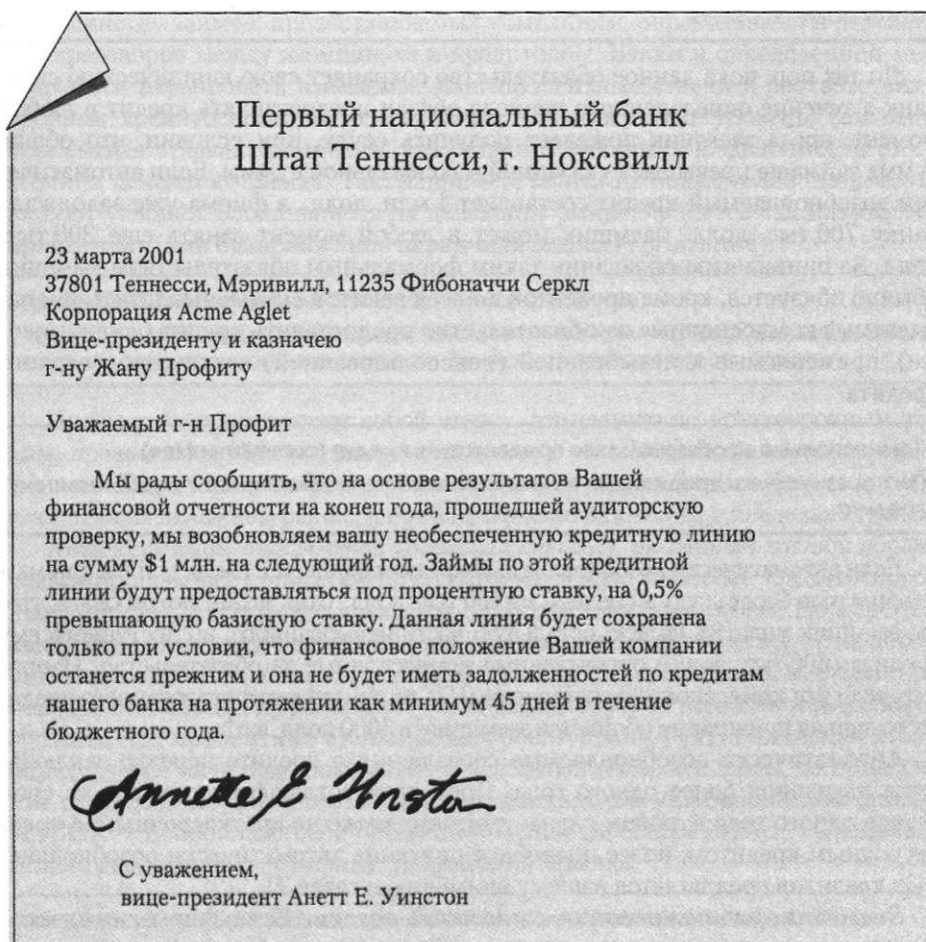 Первый национальный банк
Штат Теннесси, г. Ноксвилл
23 марта 2001
37801 Теннесси, Мэривилл, 11235 Фибоначчи Серкл
Корпорация Acme Aglet
Вице-президенту и казначею
г-ну Жану Профиту
Уважаемый г-н Профит
Мы рады сообщить, что на основе результатов Вашей
финансовой отчетности на конец года, прошедшей аудиторскую
проверку, мы возобновляем вашу необеспеченную кредитную линию
на сумму $1 млн. на следующий год. Займы по этой кредитной
линии будут предоставляться под процентную ставку, на 0,5%
превышающую базисную ставку. Данная линия будет сохранена
только при условии, что финансовое положение Вашей компании
останется прежним и она не будет иметь задолженностей по кредитам
нашего банка на протяжении как минимум 45 дней в течение
бюджетного года.
Annette E Winston
С уважением,
вице-президент Анетт Е. Уинстон